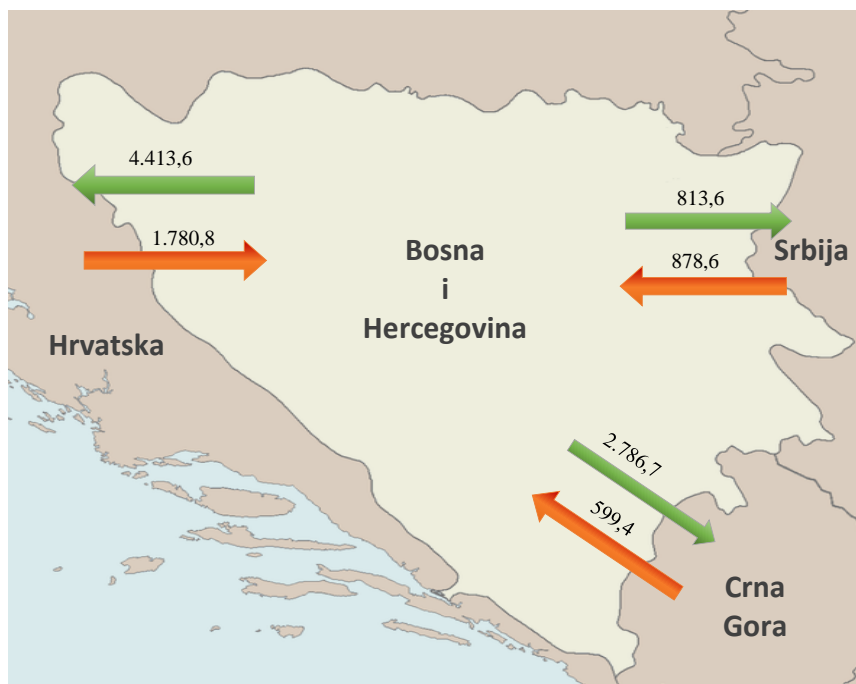 4.413,6
1.780,8
813,6
878,6
Srbija
Bosna
i
Hercegovina
Hrvatska
2.786,7
599,4
Crna
Gora